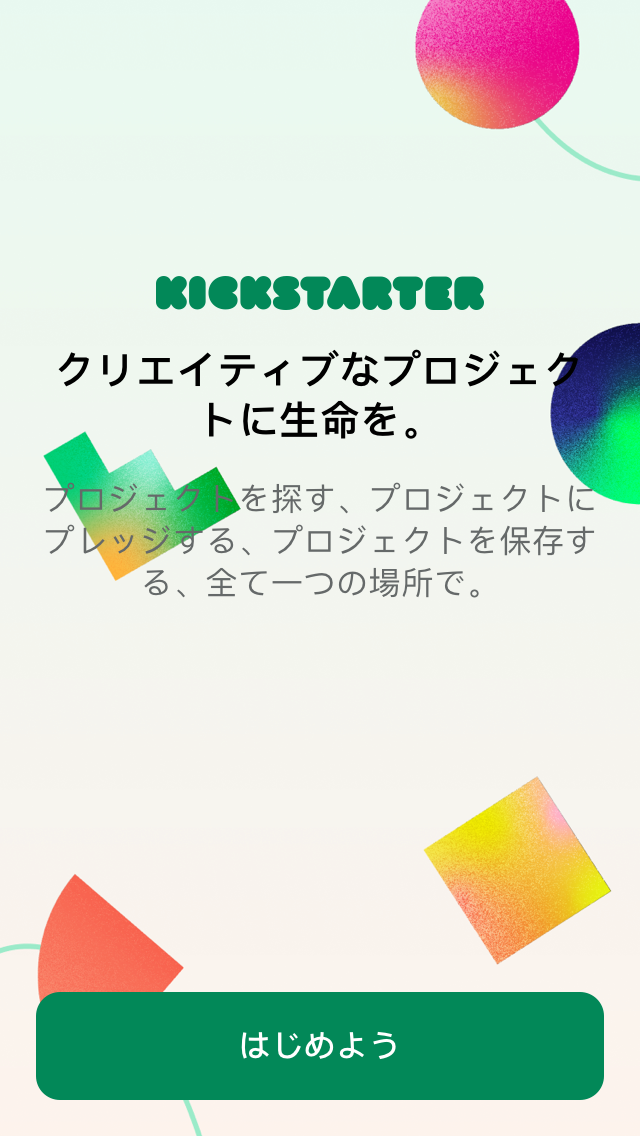 KICKSTARTER
クリエイティブなプロジェク
トに生命を。
プロジェクトを探す、プロジェクトに
プレッジする、プロジェクトを保存す
る、全て一つの場所で。
はじめよう